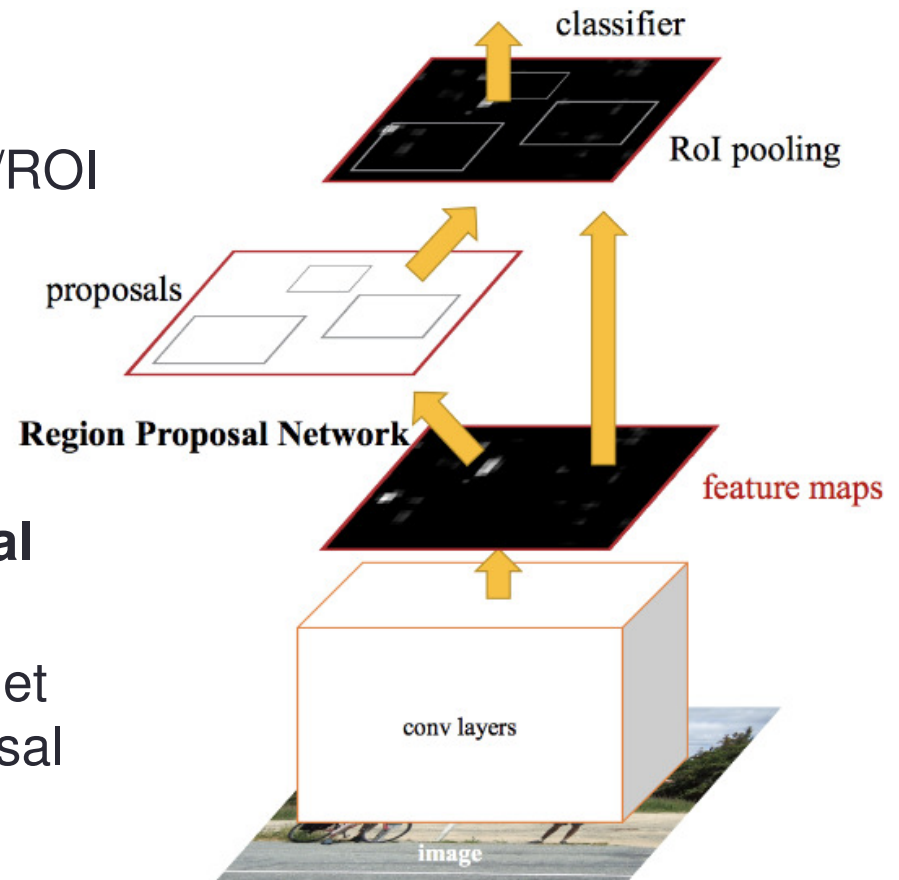 classifier
/ROI
RoI pooling
proposals
Region Proposal Network
feature maps
al
et
sal
conv layers
image